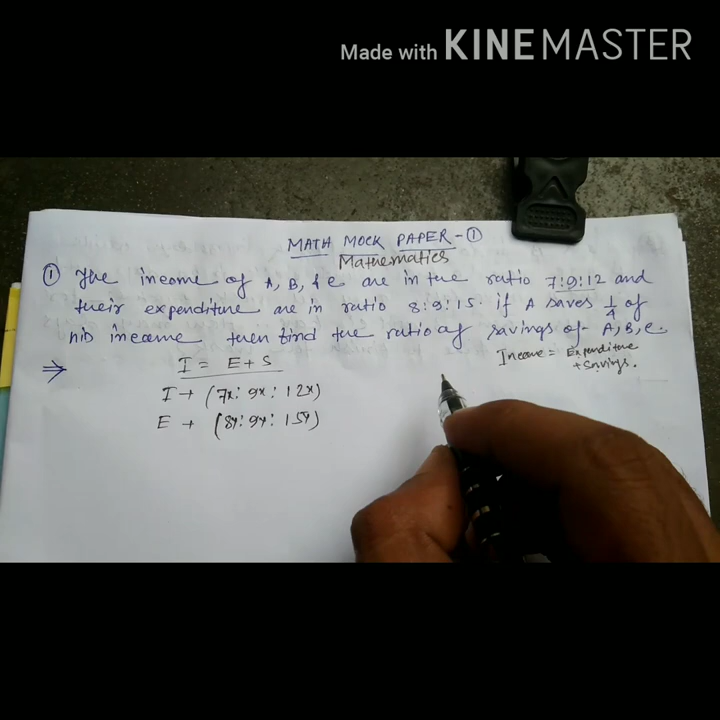 Made with KINEMASTER
MATH MOCK PAPER - ①
Mathematics
① The income of A, B, & C are in the ratio 7:9:12 and
their expenditure are in ratio 8:9:15. if A saves 1/4 of
his income then find the ratio of savings of A, B, C.
Income = Expenditure
+ Savings.
⇒ I = E + S
I → (7x : 9x : 12x)
E → (8y : 9y : 15y)